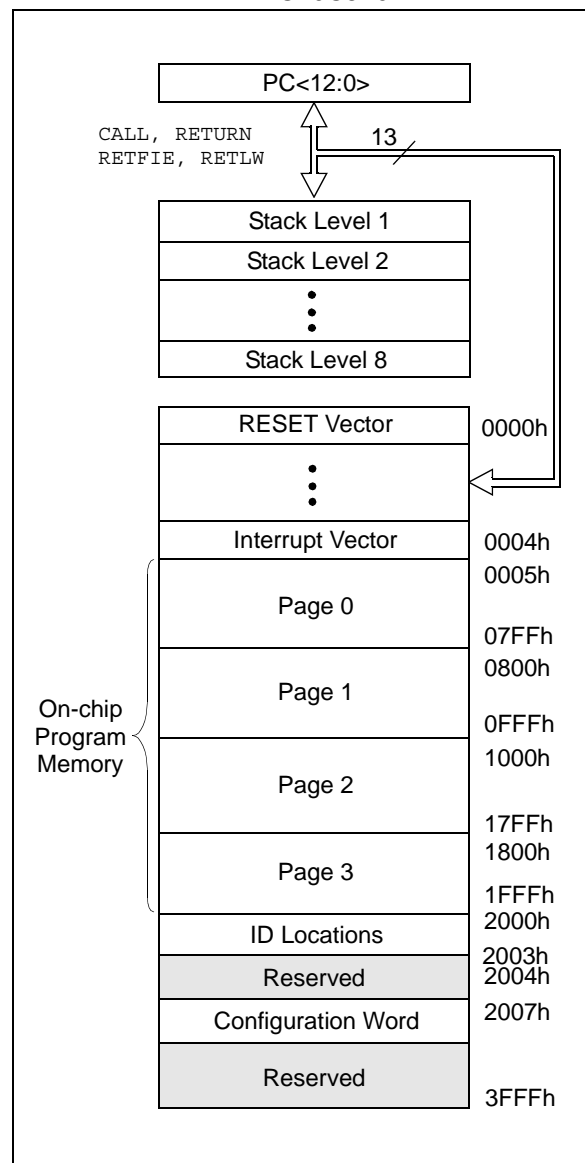 PC<12:0>
CALL, RETURN
RETFIE, RETLW
13
Stack Level 1
Stack Level 2
Stack Level 8
RESET Vector
0000h
Interrupt Vector
0004h
0005h
Page 0
07FFh
0800h
Page 1
0FFFh
1000h
On-chip
Program
Memory
Page 2
17FFh
1800h
Page 3
1FFFh
2000h
ID Locations
2003h
2004h
Reserved
Configuration Word
2007h
Reserved
3FFFh